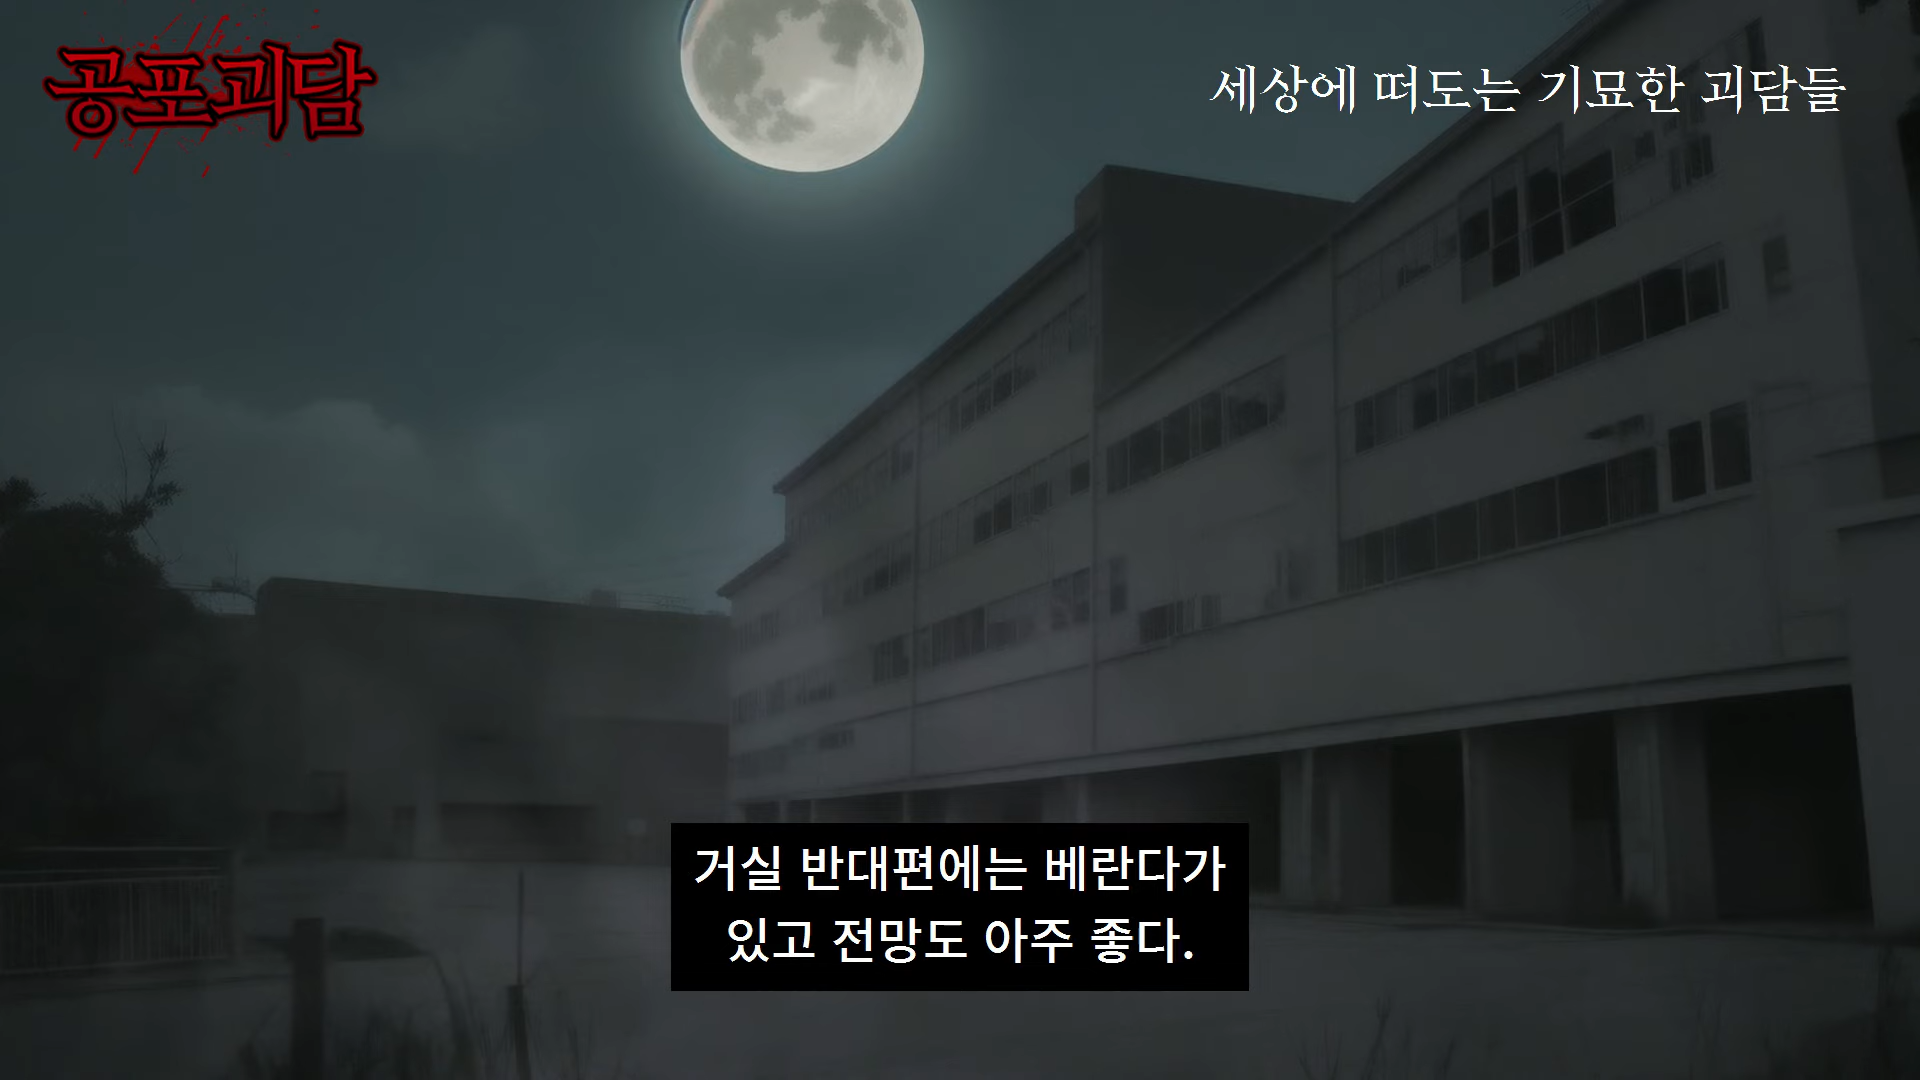 공포괴담
세상에 떠도는 기묘한 괴담들
거실 반대편에는 베란다가
있고 전망도 아주 좋다.